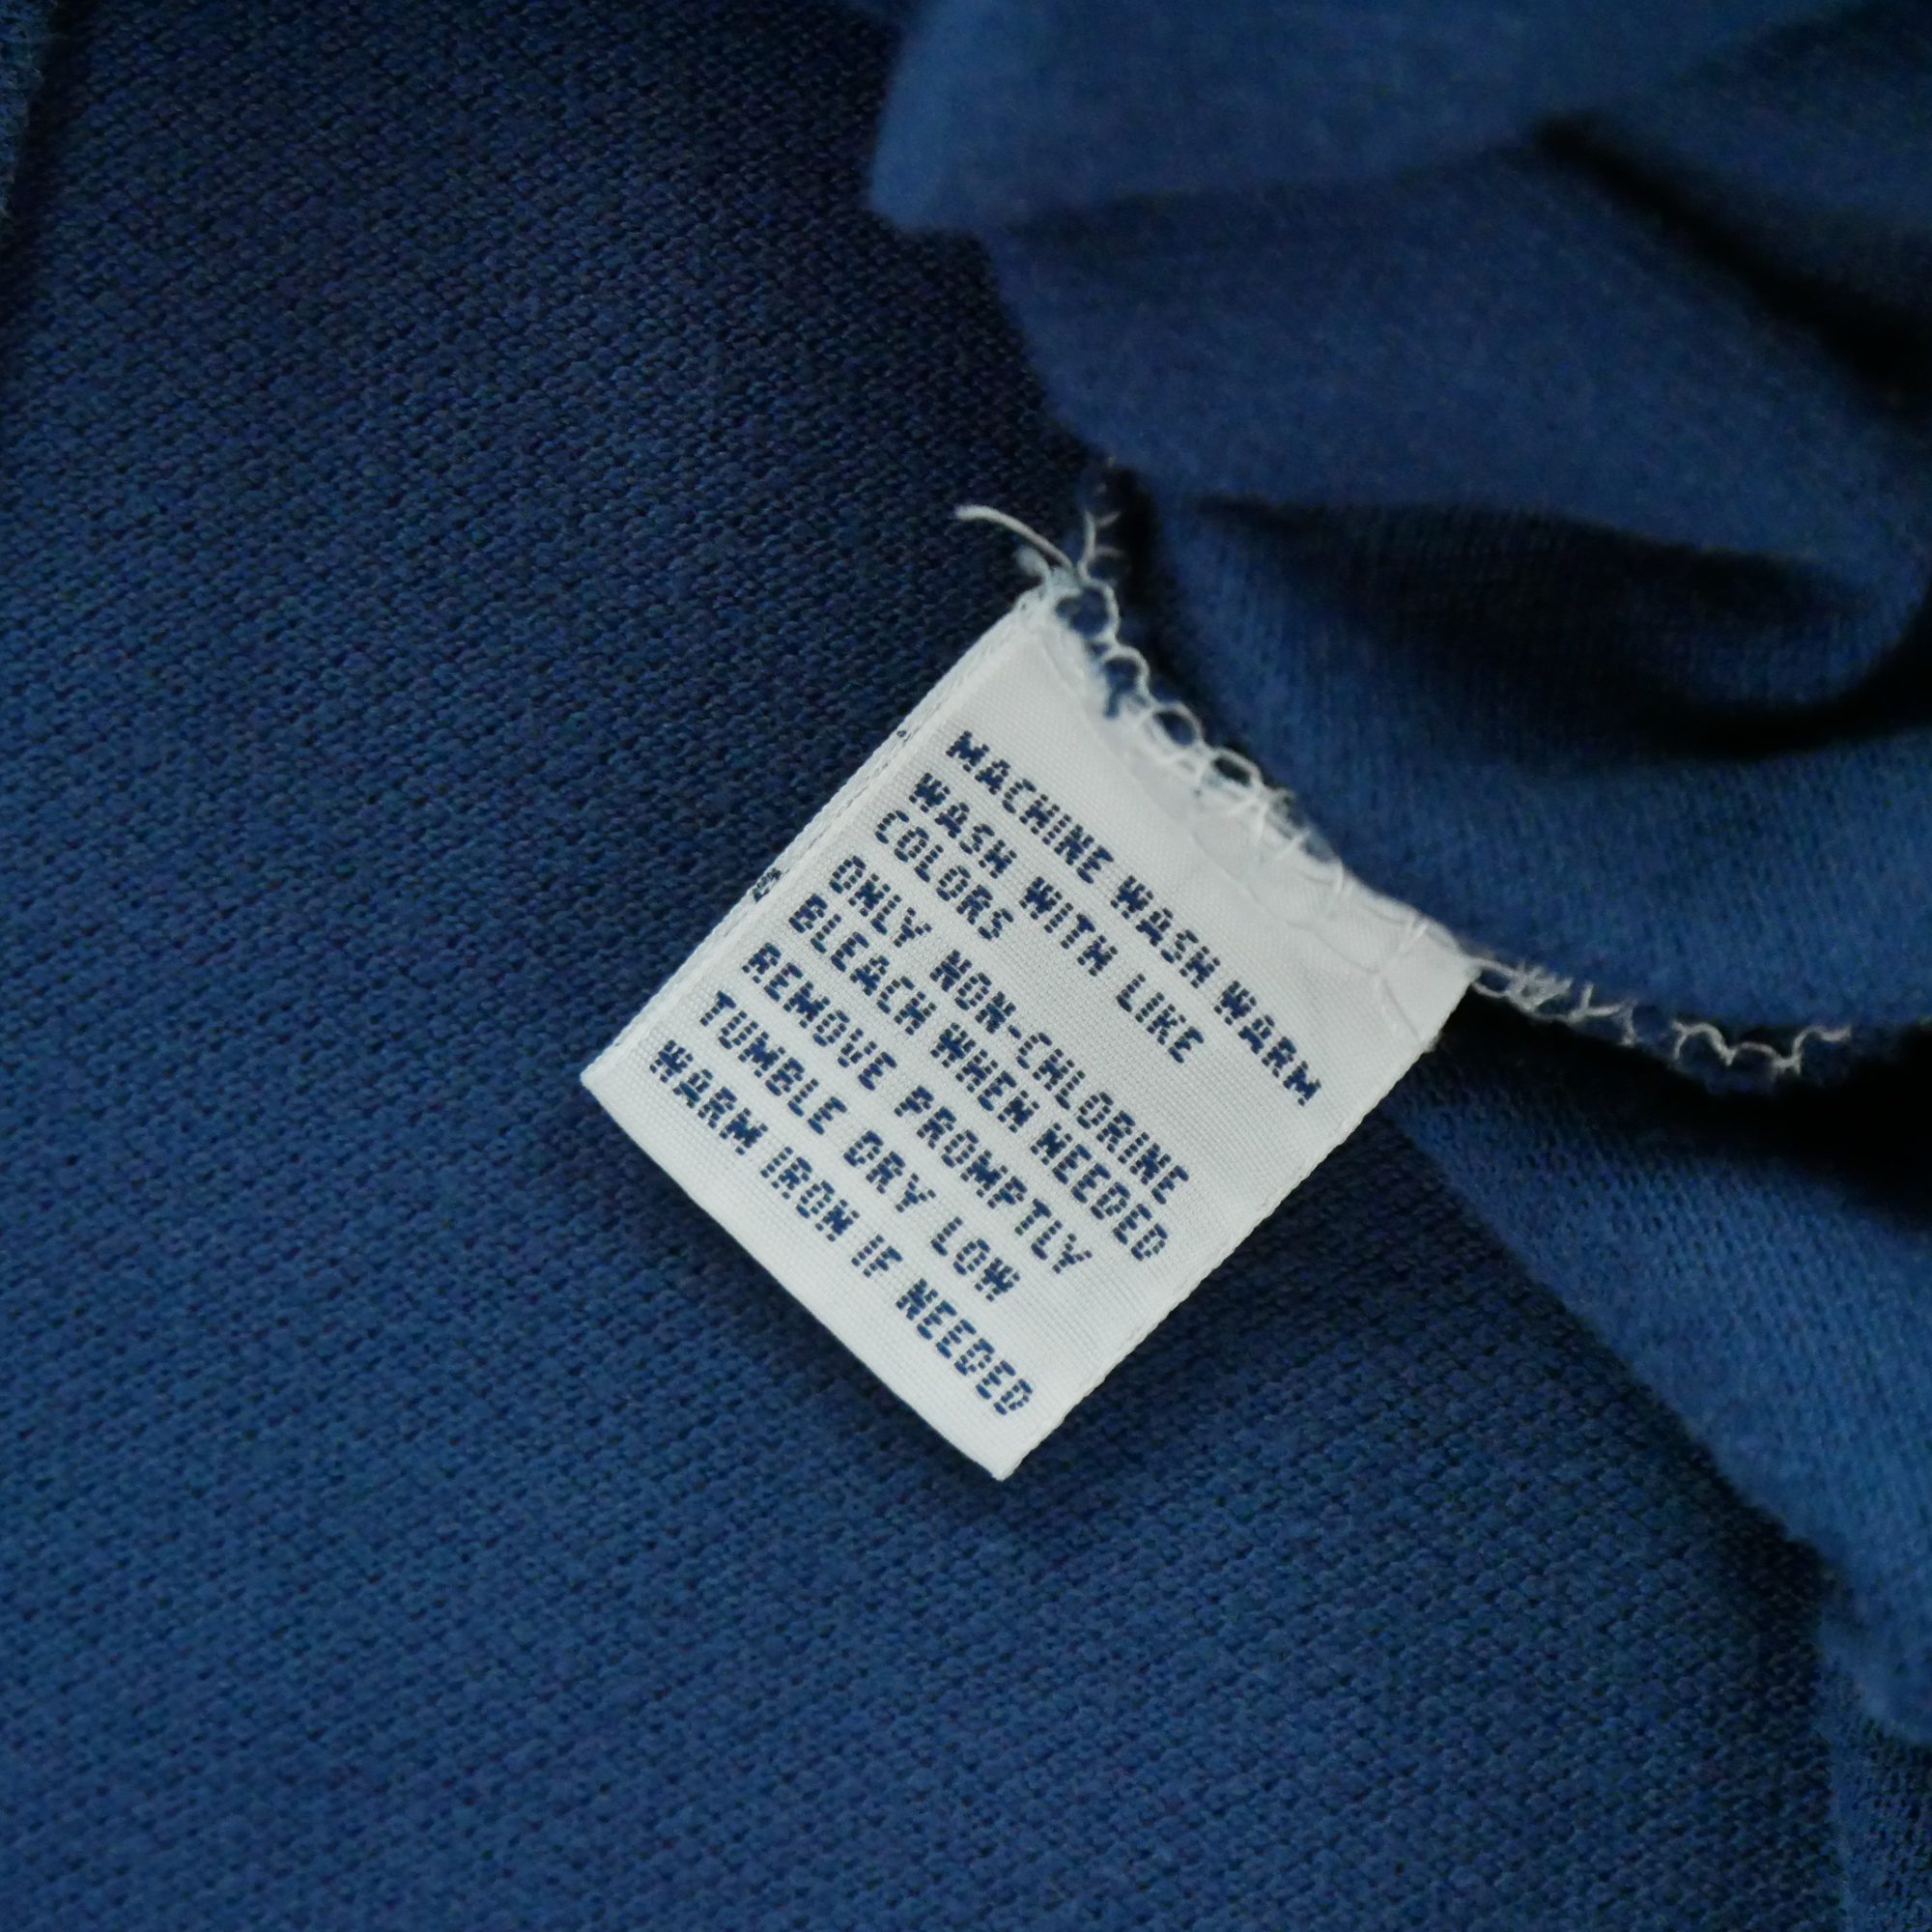 MACHINE WASH WARM
WASH WITH LIKE
COLORS
ONLY NON-CHLORINE
BLEACH WHEN NEEDED
REMOVE PROMPTLY
TUMBLE DRY LOW
WARM IRON IF NEEDED